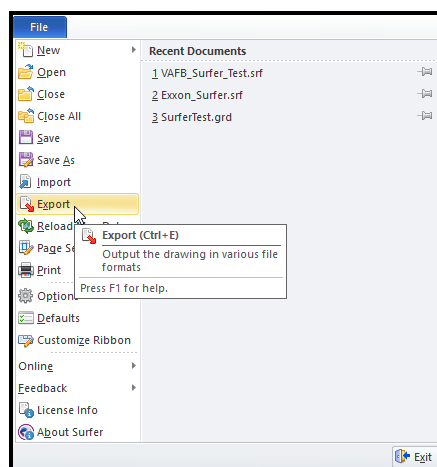 File
New
Recent Documents
Open
1 VAFB_Surfer_Test.srf
Close
2 Exxon_Surfer.srf
Close All
3 SurferTest.grd
Save
Save As
Import
Export
Reload
Export (Ctrl+E)
Page Se
Output the drawing in various file
formats
Print
Press F1 for help.
Options
Defaults
Customize Ribbon
Online
Feedback
License Info
About Surfer
Exit